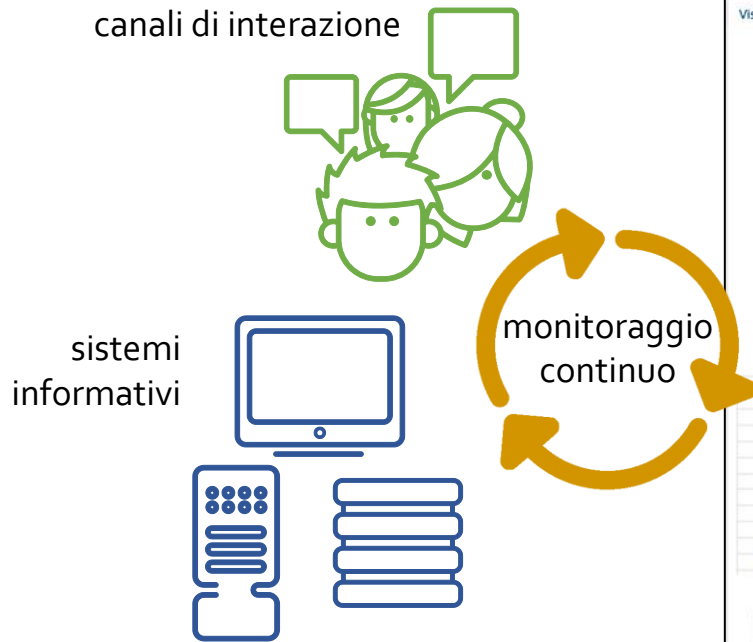 canali di interazione
monitoraggio
continuo
sistemi
informativi